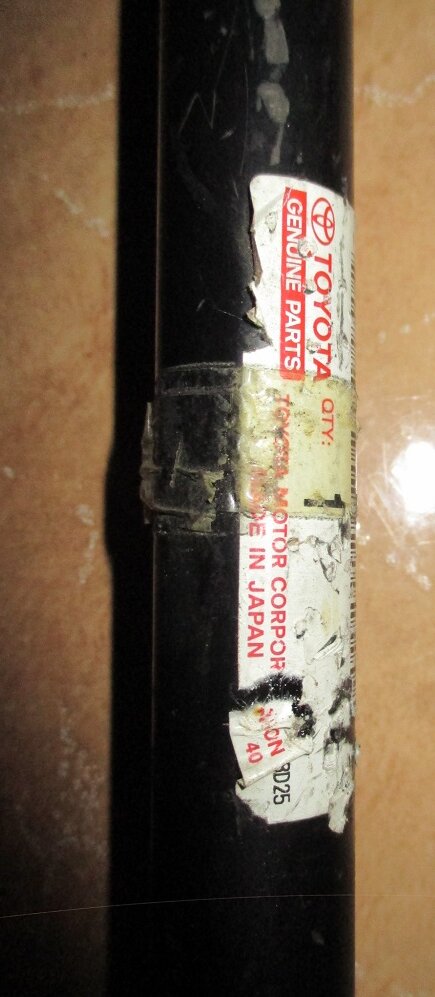 TOYOTA
GENUINE PARTS
QTY:
1
TOYOTA MOTOR CORPOR
MADE IN JAPAN
40